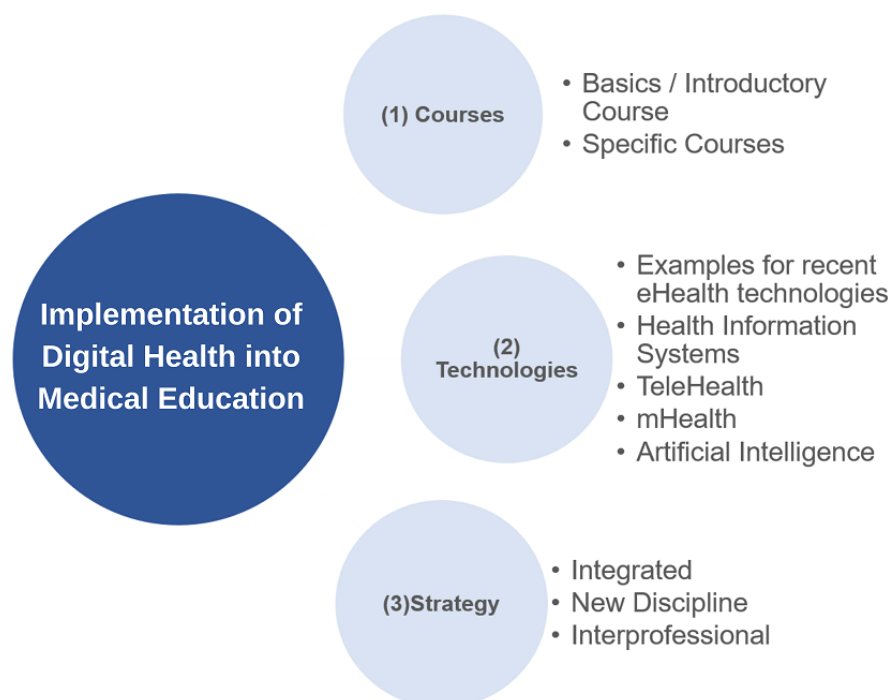 Implementation of
Digital Health into
Medical Education
(1) Courses
• Basics / Introductory
Course
• Specific Courses
(2)
Technologies
• Examples for recent
eHealth technologies
• Health Information
Systems
• TeleHealth
• mHealth
• Artificial Intelligence
(3)Strategy
• Integrated
• New Discipline
• Interprofessional